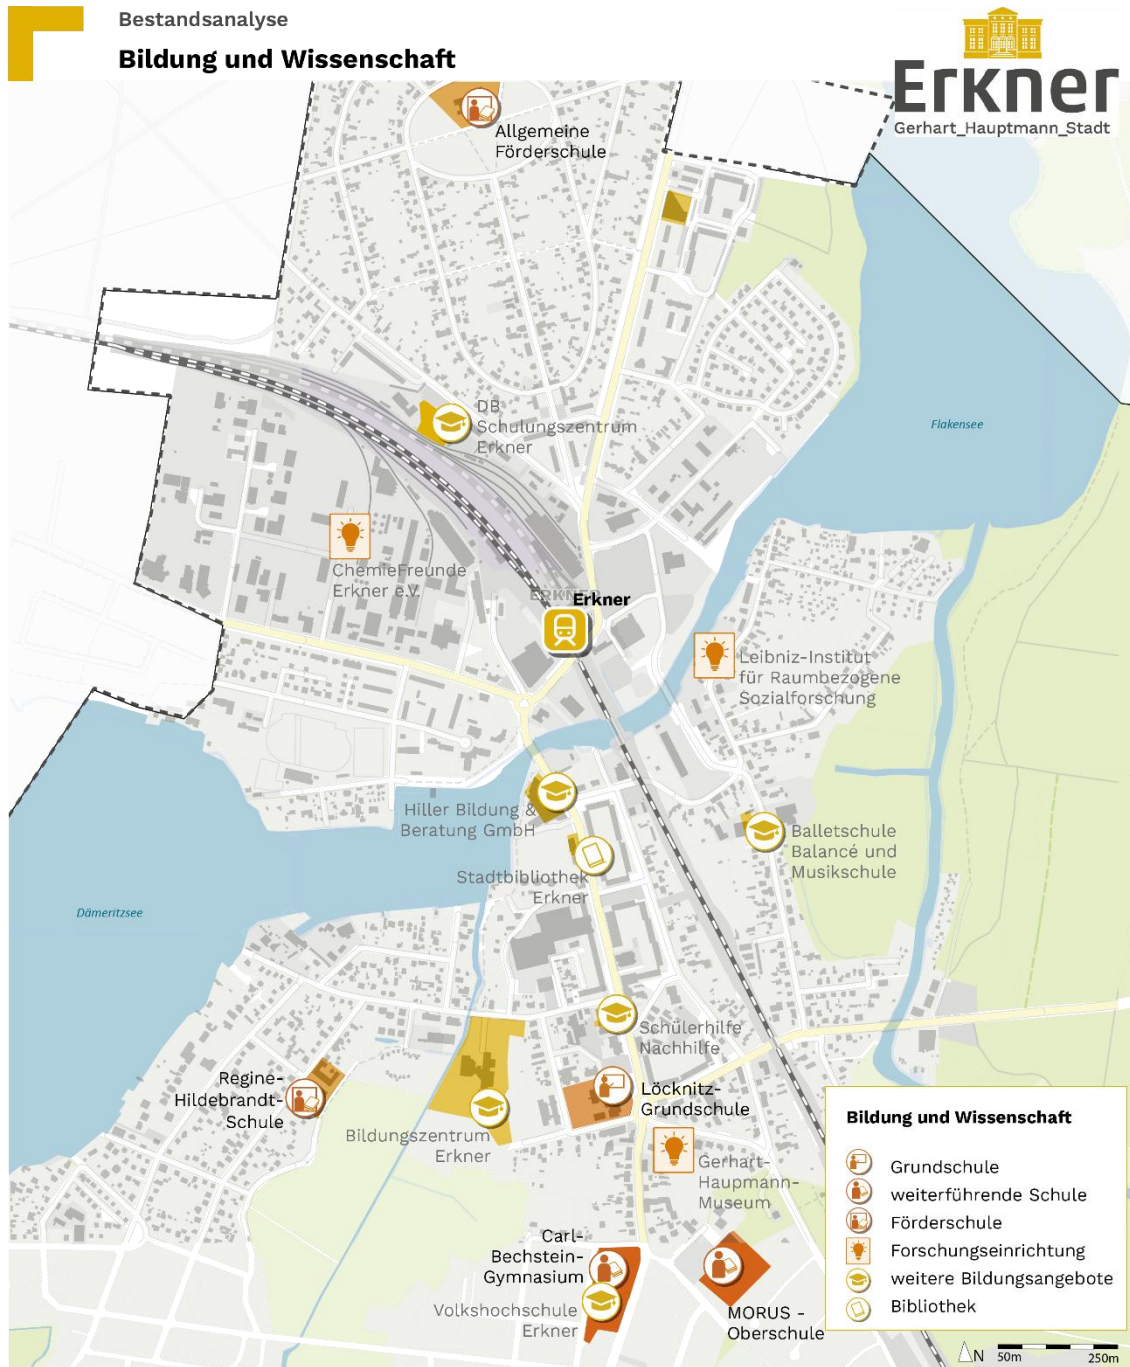 Bestandsanalyse
Bildung und Wissenschaft
Erkner
Gerhart_Hauptmann_Stadt
Allgemeine
Förderschule
DB
Schulungszentrum
Erkner
Flakensee
ChemieFreunde
Erkner e.V.
ERKNER
Erkner
Leibniz-Institut
für Raumbezogene
Sozialforschung
Hiller Bildung &
Beratung GmbH
Balletschule
Balancé und
Musikschule
Stadtbibliothek
Erkner
Dämeritzsee
Schülerhilfe
Nachhilfe
Regine-
Hildebrandt-
Schule
Löcknitz-
Grundschule
Bildungszentrum
Erkner
Gerhart-
Haupmann-
Museum
Carl-
Bechstein-
Gymnasium
Volkshochschule
Erkner
MORUS -
Oberschule
Bildung und Wissenschaft
Grundschule
weiterführende Schule
Förderschule
Forschungseinrichtung
weitere Bildungsangebote
Bibliothek
N 50m 250m